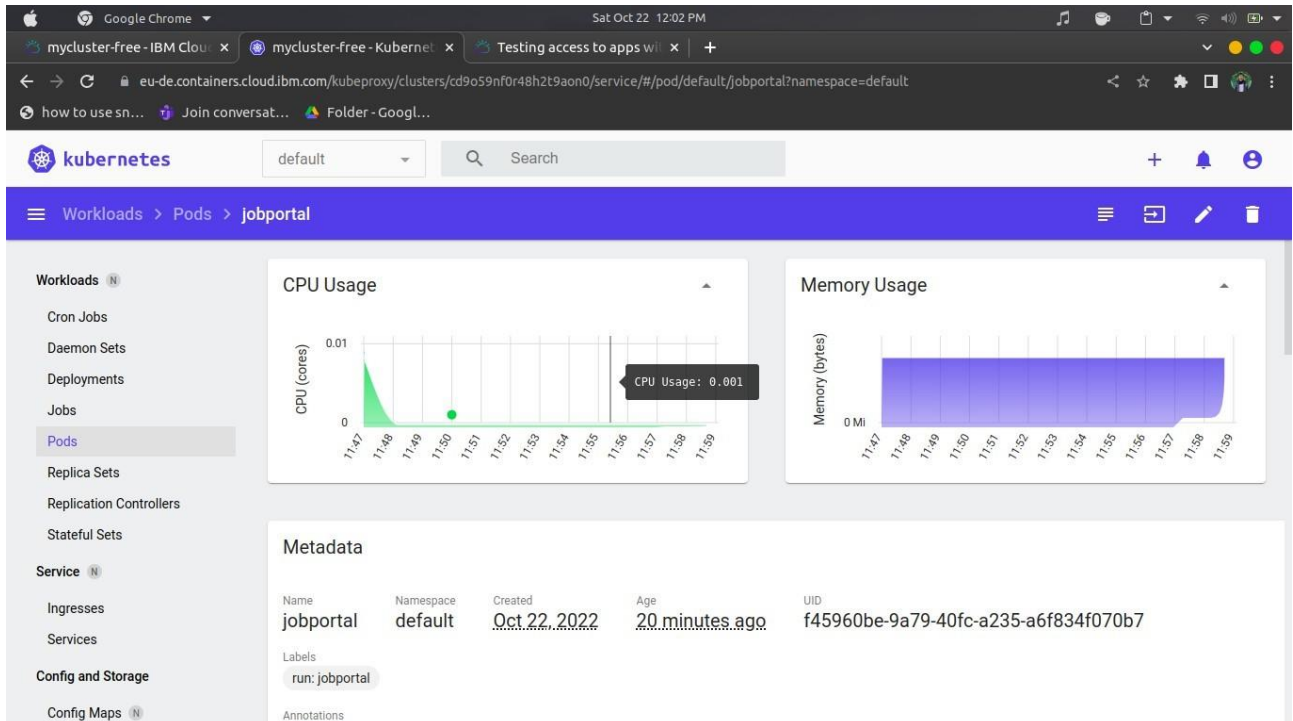 Google Chrome
Sat Oct 22 12:02 PM
mycluster-free - IBM Clou
mycluster-free - Kubernet
Testing access to apps wi
eu-de.containers.cloud.ibm.com/kubeproxy/clusters/cd9o59nf0r48h2t9aon0/service/#/pod/default/jobportal?namespace=default
how to use sn...
Join conversat...
Folder - Googl...
kubernetes
default
Search
Workloads > Pods > jobportal
Workloads N
Cron Jobs
Daemon Sets
Deployments
Jobs
Pods
Replica Sets
Replication Controllers
Stateful Sets
Service N
Ingresses
Services
Config and Storage
Config Maps N
CPU Usage
CPU (cores)
0.01
0
CPU Usage: 0.001
11:47 11:48 11:49 11:50 11:51 11:52 11:53 11:54 11:55 11:56 11:57 11:58 11:59
Memory Usage
Memory (bytes)
0 Mi
11:47 11:48 11:49 11:50 11:51 11:52 11:53 11:54 11:55 11:56 11:57 11:58 11:59
Metadata
Name Namespace Created Age UID
jobportal default Oct 22, 2022 20 minutes ago f45960be-9a79-40fc-a235-a6f834f070b7
Labels
run: jobportal
Annotations